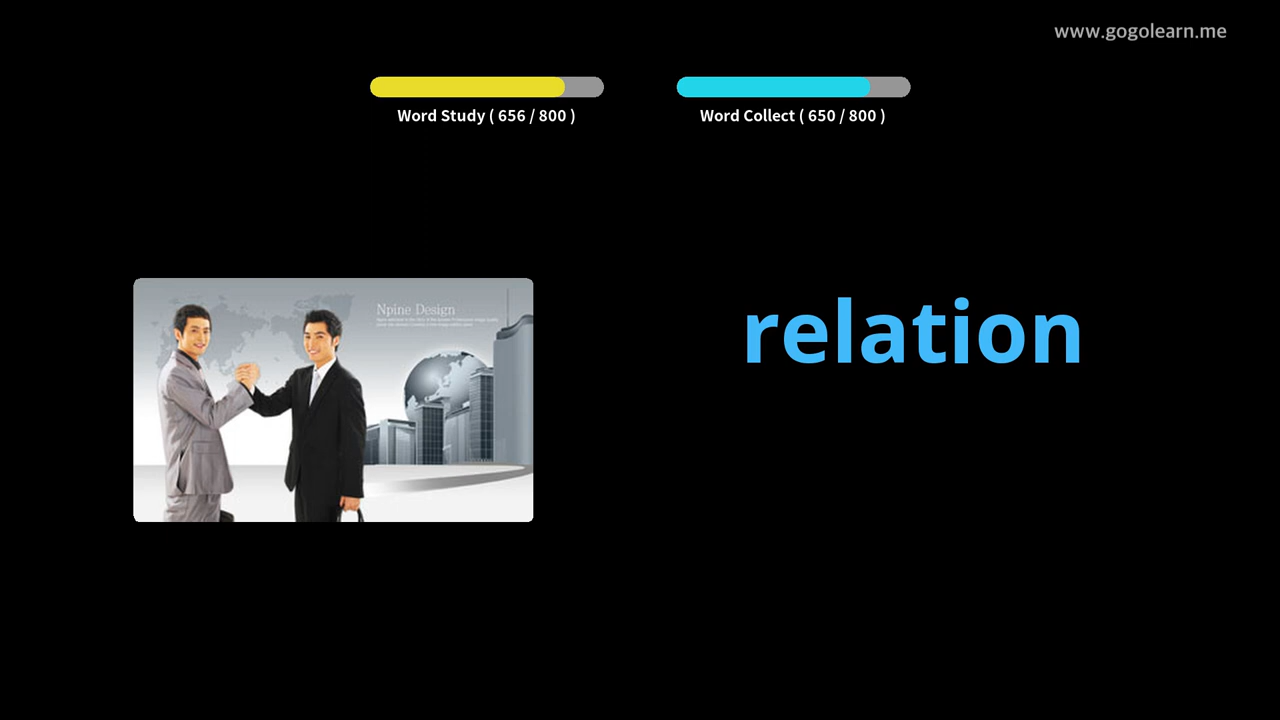 www.gogolearn.me
Word Study ( 656 / 800 )
Word Collect ( 650 / 800 )
Npine Design
relation